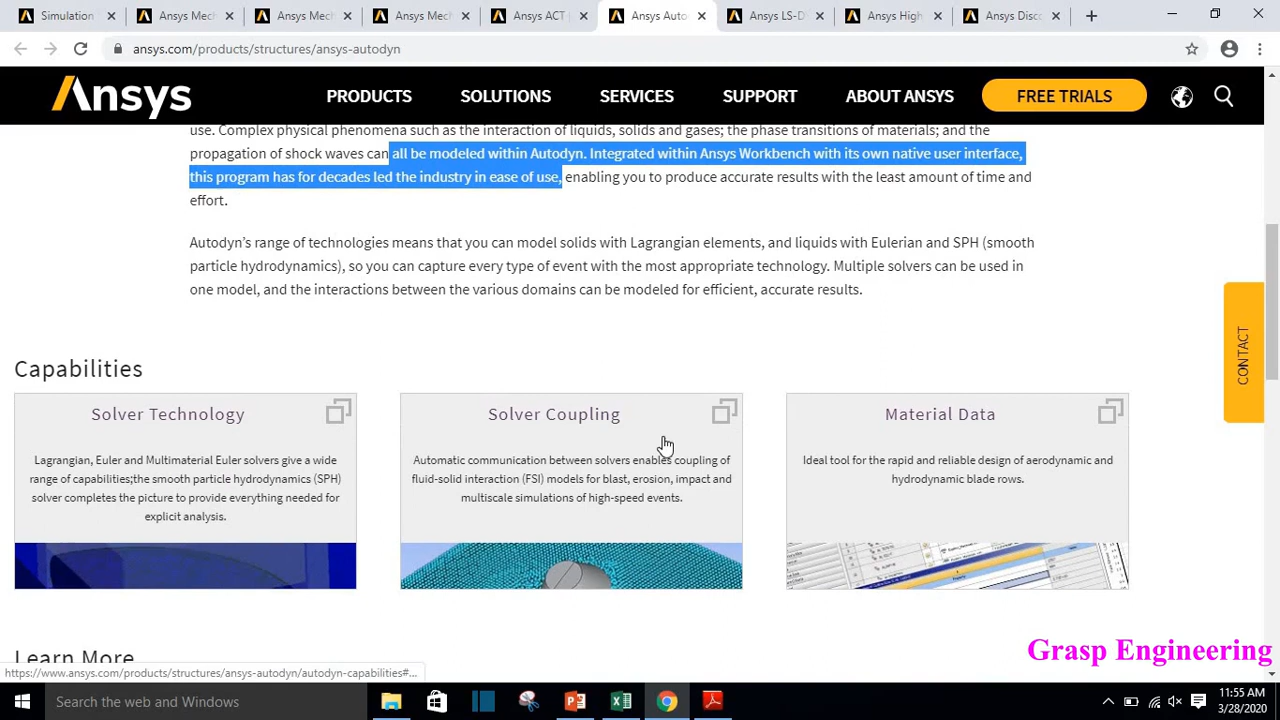 Simulation
Ansys Mech
Ansys Mech
Ansys Mech
Ansys ACT |
Ansys Auto
Ansys LS-D
Ansys High
Ansys Disco
ansys.com/products/structures/ansys-autodyn
Ansys
PRODUCTS
SOLUTIONS
SERVICES
SUPPORT
ABOUT ANSYS
FREE TRIALS
use. Complex physical phenomena such as the interaction of liquids, solids and gases; the phase transitions of materials; and the
propagation of shock waves can all be modeled within Autodyn. Integrated within Ansys Workbench with its own native user interface,
this program has for decades led the industry in ease of use, enabling you to produce accurate results with the least amount of time and
effort.
Autodyn's range of technologies means that you can model solids with Lagrangian elements, and liquids with Eulerian and SPH (smooth
particle hydrodynamics), so you can capture every type of event with the most appropriate technology. Multiple solvers can be used in
one model, and the interactions between the various domains can be modeled for efficient, accurate results.
CONTACT
Capabilities
Solver Technology
Lagrangian, Euler and Multimaterial Euler solvers give a wide
range of capabilities;the smooth particle hydrodynamics (SPH)
solver completes the picture to provide everything needed for
explicit analysis.
Solver Coupling
Automatic communication between solvers enables coupling of
fluid-solid interaction (FSI) models for blast, erosion, impact and
multiscale simulations of high-speed events.
Material Data
Ideal tool for the rapid and reliable design of aerodynamic and
hydrodynamic blade rows.
Learn More
Grasp Engineering
https://www.ansys.com/products/structures/ansys-autodyn/autodyn-capabilities#...
Search the web and Windows
11:55 AM
3/28/2020